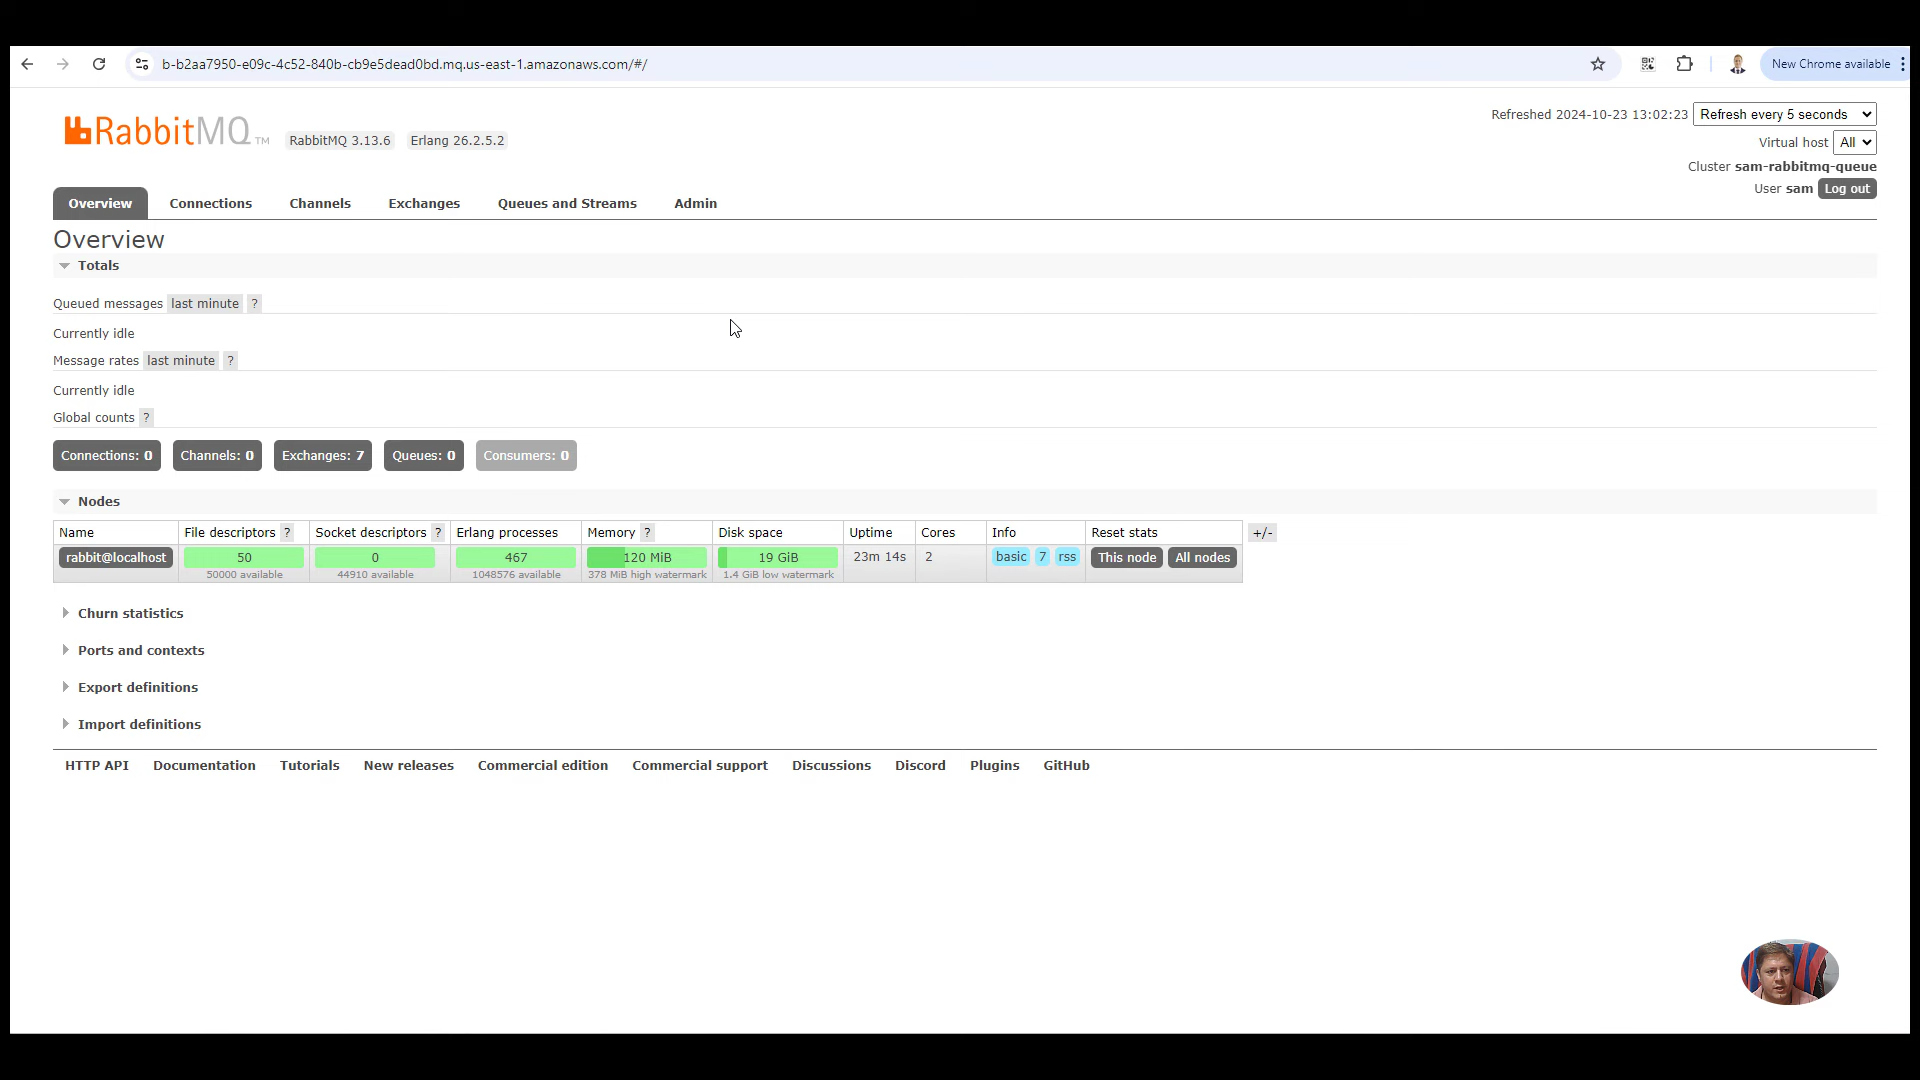 b-b2aa7950-e09c-4c52-840b-cb9e5dead0bd.mq.us-east-1.amazonaws.com/#/
New Chrome available
RabbitMQ TM RabbitMQ 3.13.6 Erlang 26.2.5.2
Refreshed 2024-10-23 13:02:23 Refresh every 5 seconds
Virtual host All
Cluster sam-rabbitmq-queue
User sam Log out
Overview Connections Channels Exchanges Queues and Streams Admin
Overview
Totals
Queued messages last minute ?
Currently idle
Message rates last minute ?
Currently idle
Global counts ?
Connections: 0 Channels: 0 Exchanges: 7 Queues: 0 Consumers: 0
Nodes
Name File descriptors ? Socket descriptors ? Erlang processes Memory ? Disk space Uptime Cores Info Reset stats +/-
rabbit@localhost 50 0 467 120 MiB 19 GiB 23m 14s 2 basic 7 rss This node All nodes
50000 available 44910 available 1048576 available 378 MiB high watermark 1.4 GiB low watermark
Churn statistics
Ports and contexts
Export definitions
Import definitions
HTTP API Documentation Tutorials New releases Commercial edition Commercial support Discussions Discord Plugins GitHub